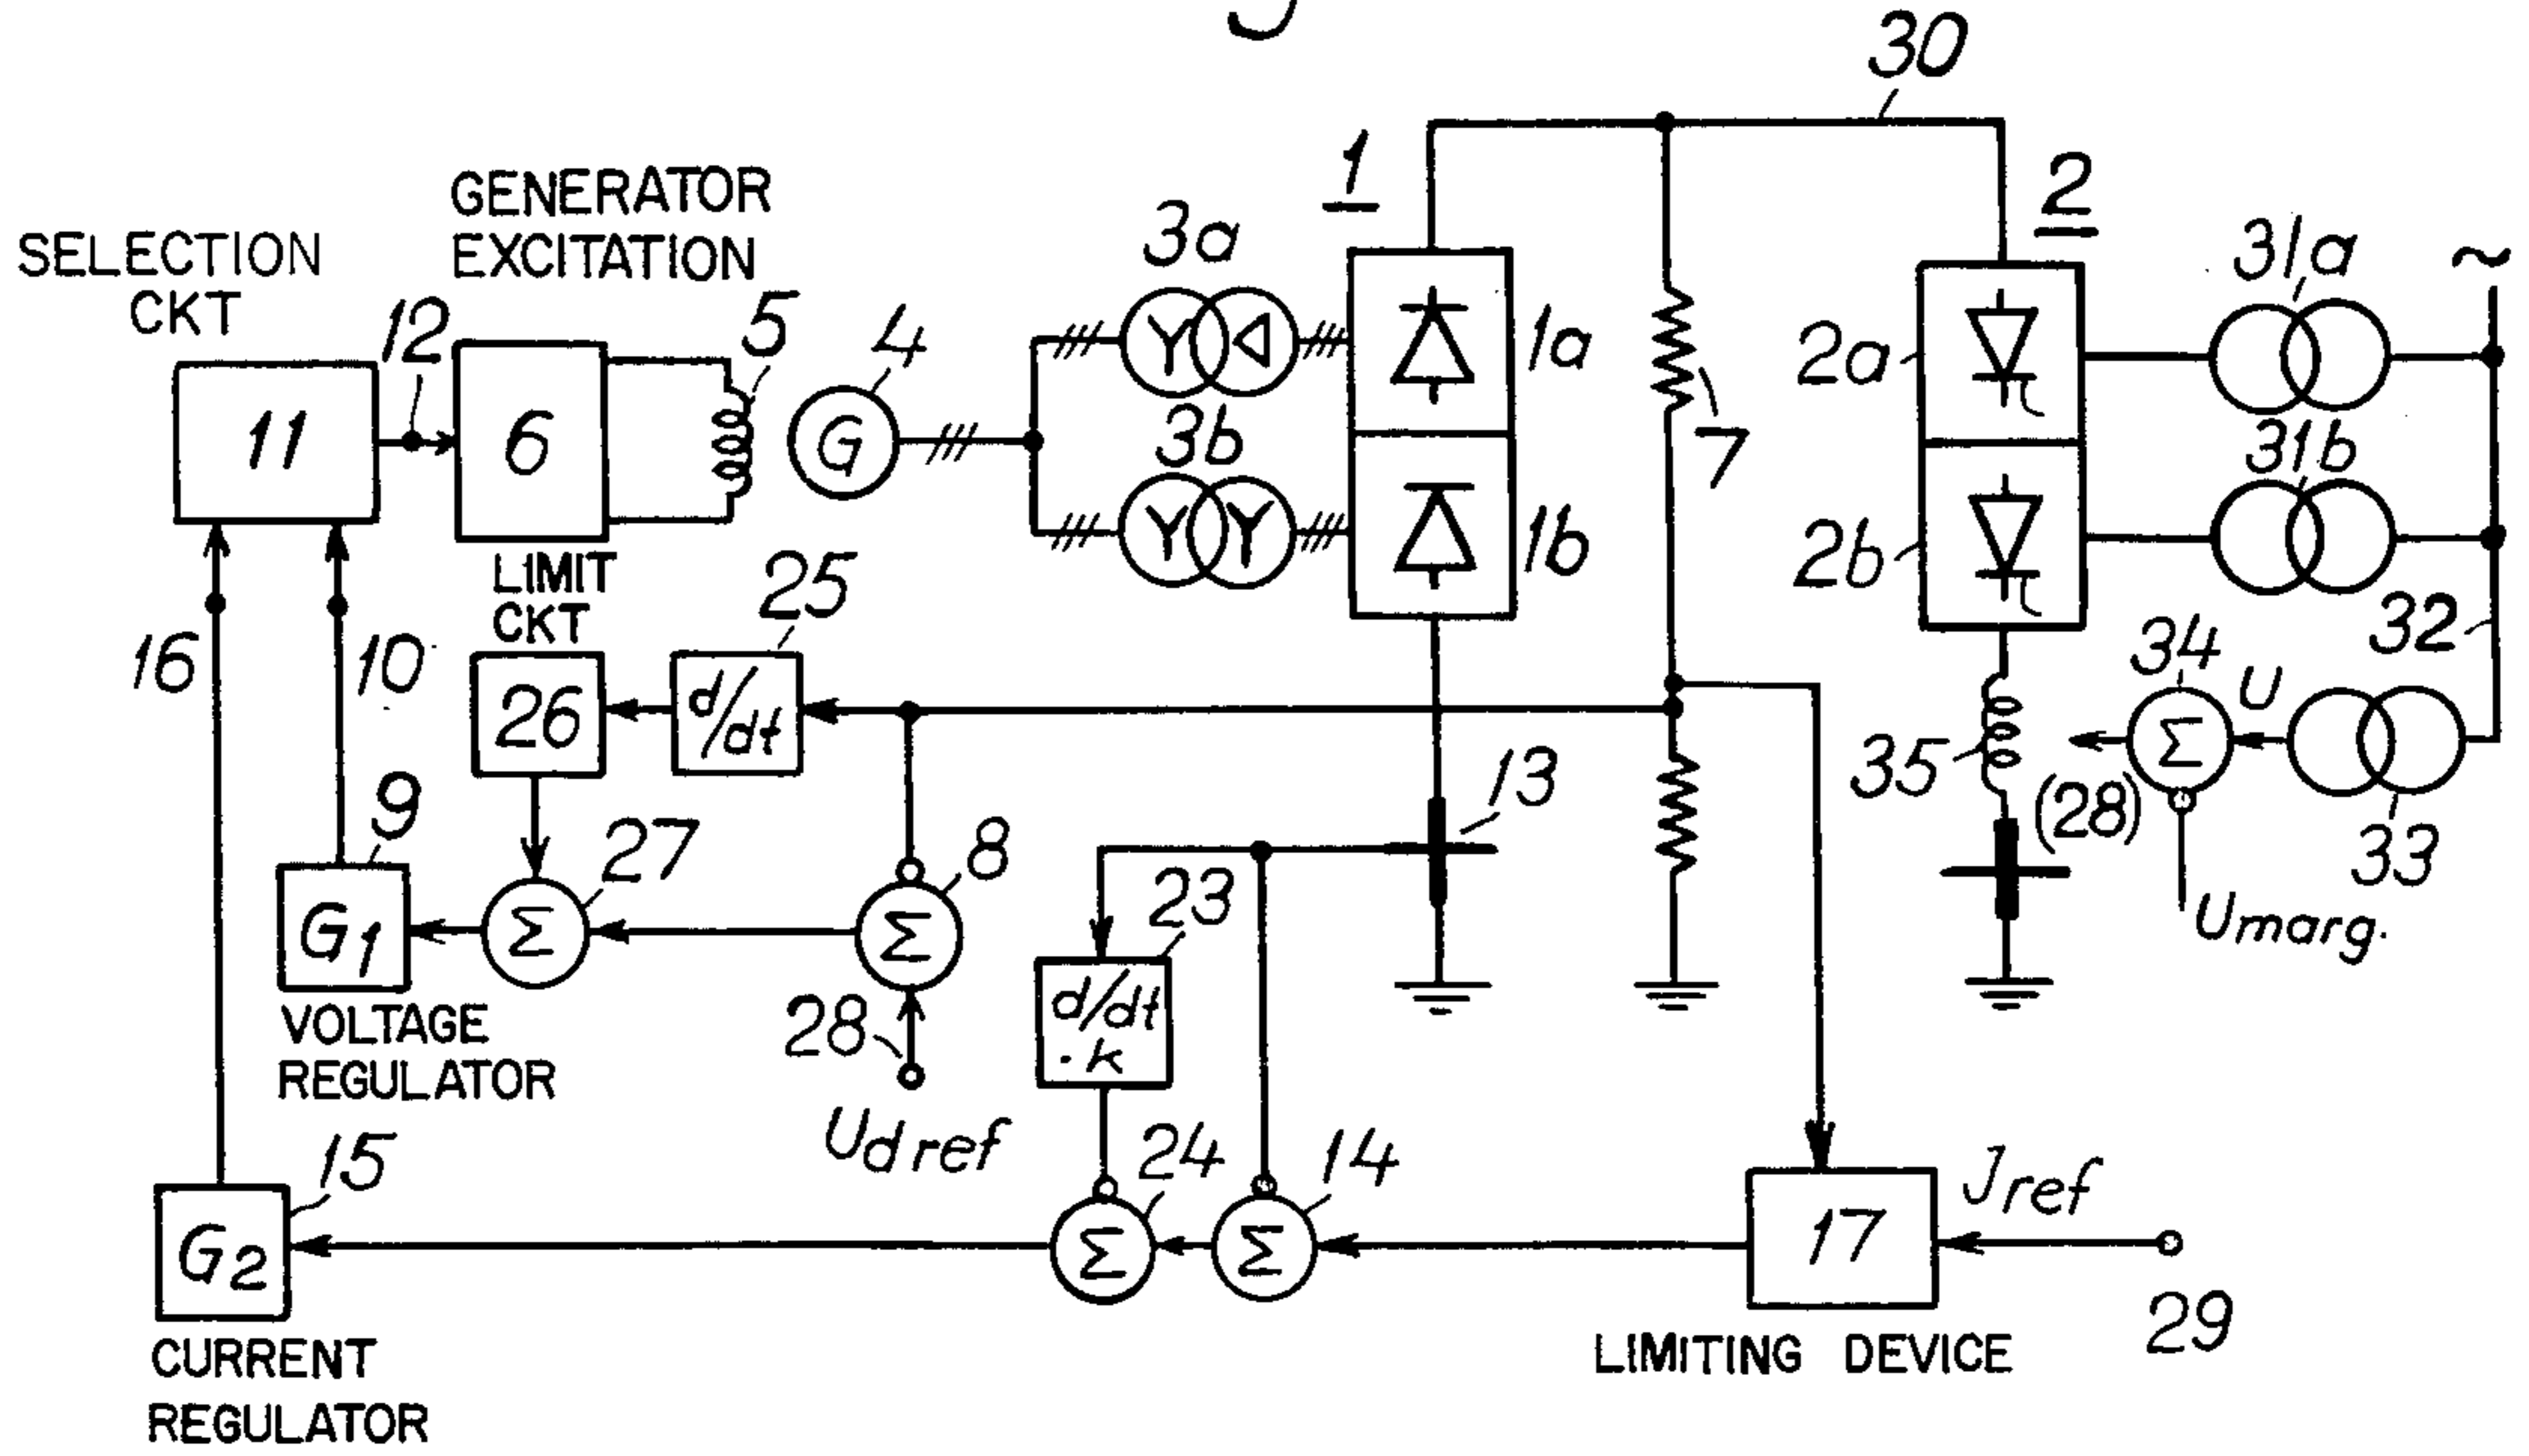 30
1
2
GENERATOR
EXCITATION
SELECTION
CKT
12
5
4
3a
31a
~
11
6
G
Y
Δ
1a
2a
3b
7
31b
Y
Y
1b
2b
LIMIT
CKT
25
16
10
26
d/dt
32
34
U
Σ
35
(28)
33
13
9
27
8
23
Umarg.
G1
Σ
Σ
d/dt
· k
28
VOLTAGE
REGULATOR
Ud ref
24
14
15
Jref
G2
Σ
Σ
17
29
CURRENT
REGULATOR
LIMITING DEVICE